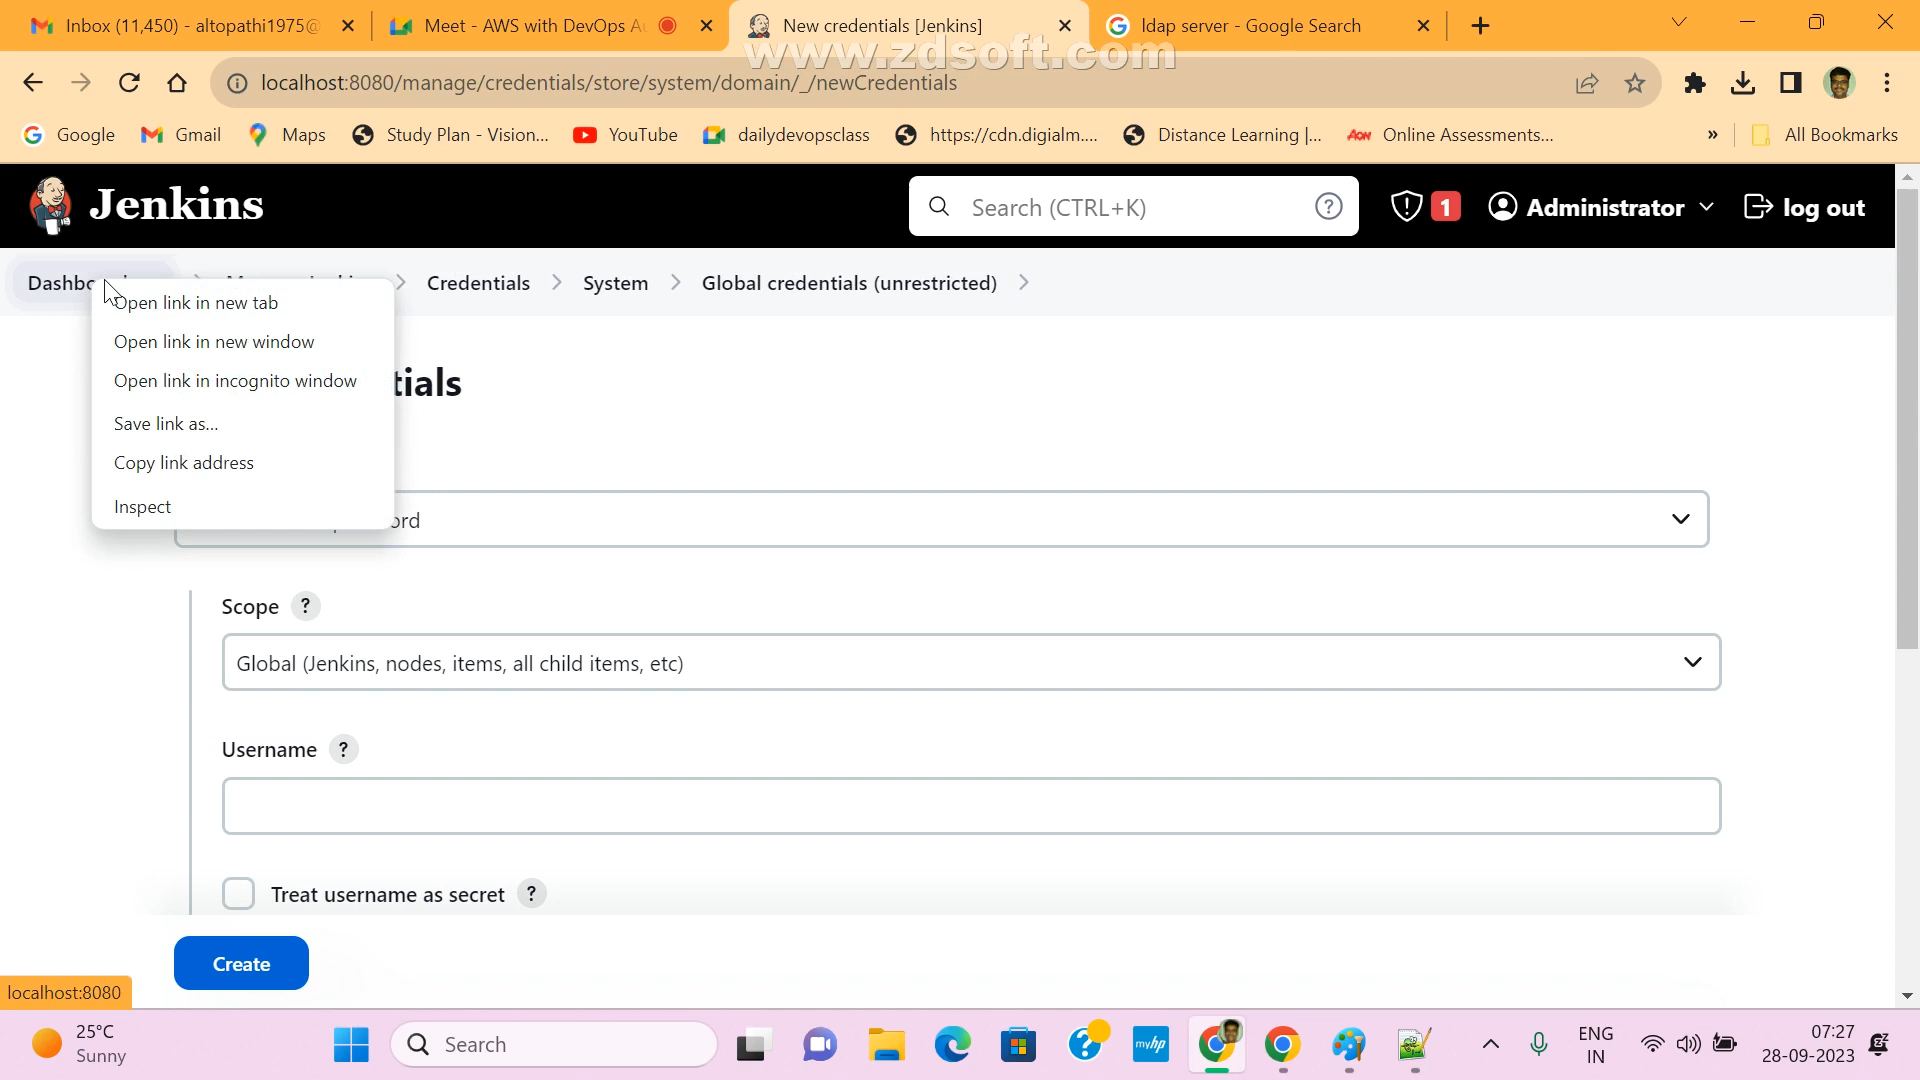 Inbox (11,450) - altopathi1975@
Meet - AWS with DevOps Au
New credentials [Jenkins]
ldap server - Google Search
www.zdsoft.com
localhost:8080/manage/credentials/store/system/domain/_/newCredentials
Google
Gmail
Maps
Study Plan - Vision...
YouTube
dailydevopsclass
https://cdn.digialm....
Distance Learning |...
AON
Online Assessments...
»
All Bookmarks
Jenkins
Search (CTRL+K)
?
1
Administrator
log out
Credentials
System
Global credentials (unrestricted)
Open link in new tab
Open link in new window
Open link in incognito window
Save link as...
Copy link address
Inspect
Scope ?
Global (Jenkins, nodes, items, all child items, etc)
Username ?
Treat username as secret ?
Create
localhost:8080
25°C
Sunny
Search
myhp
ENG
IN
07:27
28-09-2023